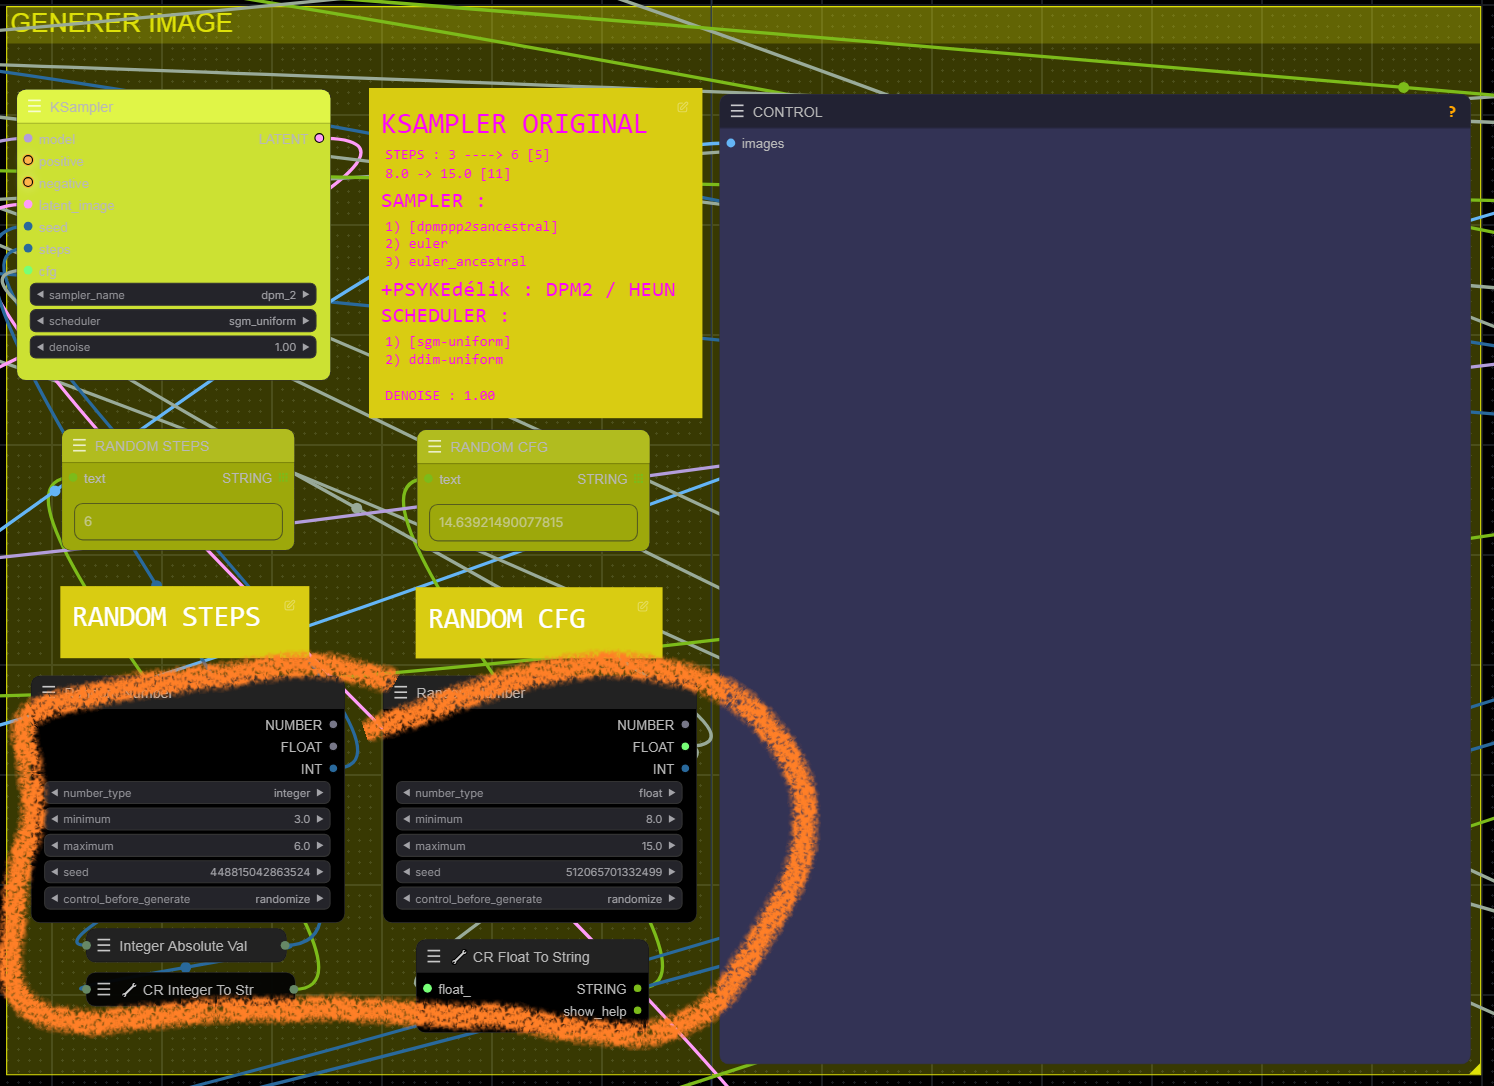 GENERER IMAGE
KSampler
model
LATENT
positive
negative
latent_image
seed
steps
cfg
sampler_name
dpm_2
scheduler
sgm_uniform
denoise
1.00
KSAMPLER ORIGINAL
STEPS : 3 ----> 6 [5]
8.0 -> 15.0 [11]
SAMPLER :
1) [dpmppp2sancestral]
2) euler
3) euler_ancestral
+PSYKEdélik : DPM2 / HEUN
SCHEDULER :
1) [sgm-uniform]
2) ddim-uniform
DENOISE : 1.00
CONTROL
?
images
RANDOM STEPS
text
STRING
6
RANDOM CFG
text
STRING
14.63921490077815
RANDOM STEPS
RANDOM CFG
NUMBER
FLOAT
INT
number_type
integer
minimum
3.0
maximum
6.0
seed
448815042863524
control_before_generate
randomize
NUMBER
FLOAT
INT
number_type
float
minimum
8.0
maximum
15.0
seed
512065701332499
control_before_generate
randomize
Integer Absolute Val
CR Integer To Str
CR Float To String
float_
STRING
show_help